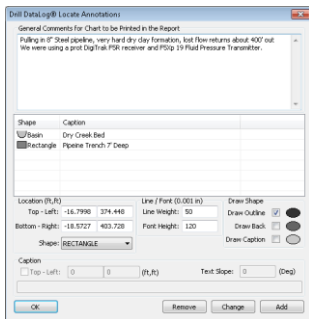 Drill DataLog® Locate Annotations
General Comments for Chart to be Printed in the Report
Pulling in 8" Steel pipeline, very hard dry clay formation, lost flow returns about 400' out
We were using a prot DigiTrak F5R receiver and F5Xp 19 Fluid Pressure Transmitter.
Shape Caption
Basin Dry Creek Bed
Rectangle Pipeine Trench 7' Deep
Location (ft,ft) Line / Font (0.001 in) Draw Shape
Top - Left: -16.7998 374.448 Line Weight: 50 Draw Outline
Bottom - Right: -18.5727 403.728 Font Height: 120 Draw Back
Shape: RECTANGLE Draw Caption
Caption
Top - Left: 0 0 (ft,ft) Text Slope: 0 (Deg)
OK Remove Change Add